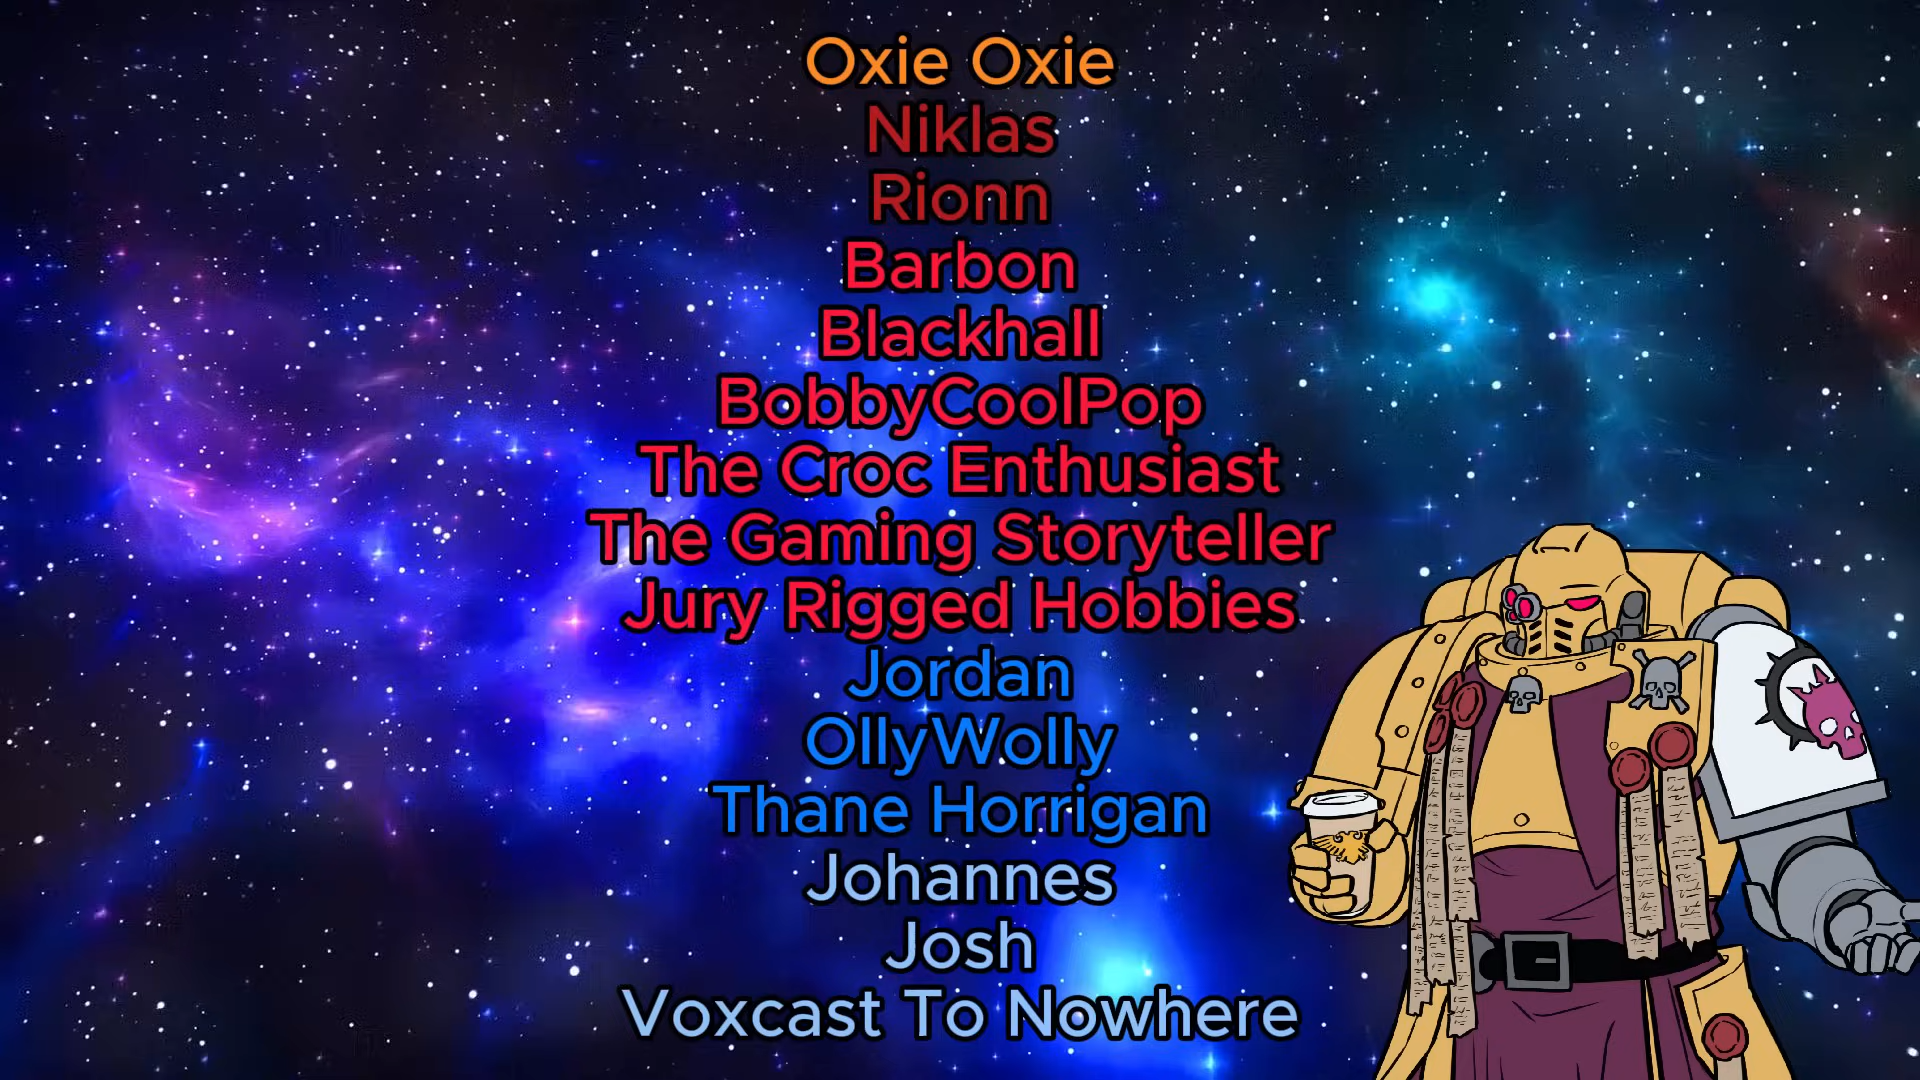 Oxie Oxie
Niklas
Rionn
Barbon
Blackhall
BobbyCoolPop
The Croc Enthusiast
The Gaming Storyteller
Jury Rigged Hobbies
Jordan
OllyWolly
Thane Horrigan
Johannes
Josh
Voxcast To Nowhere